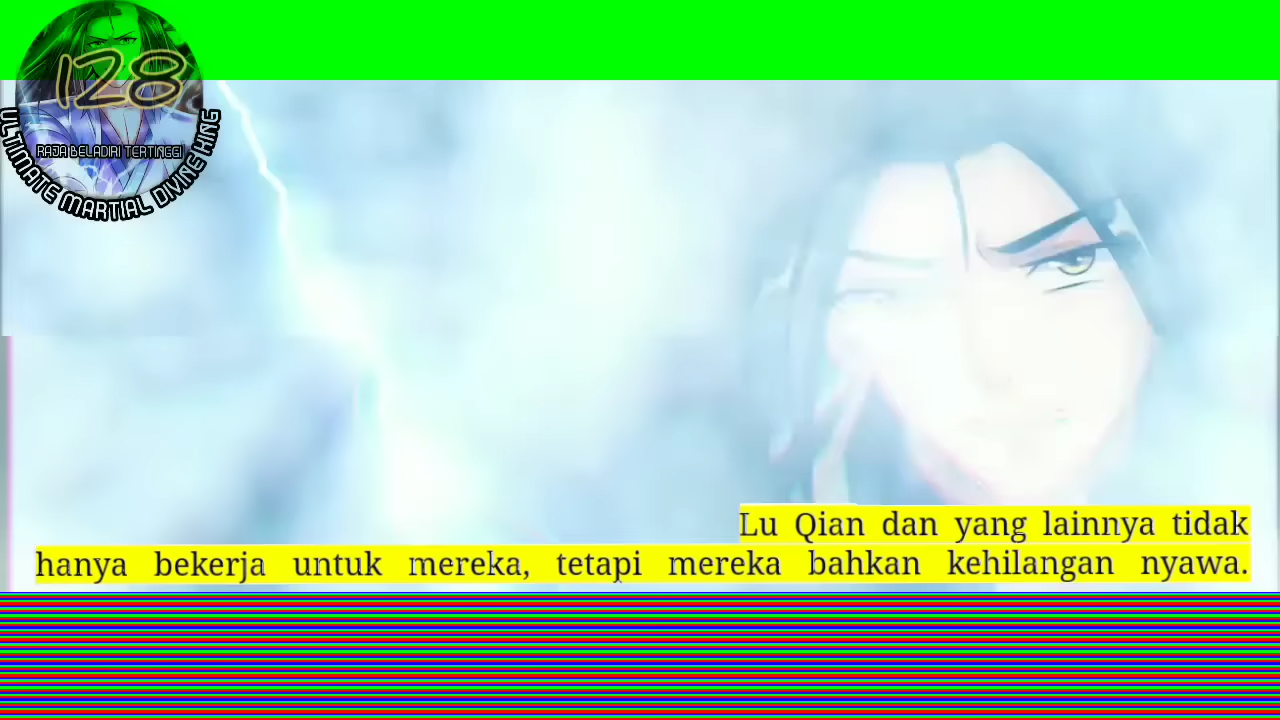 128
RAJA BELADIRI TERTINGGI
ULTIMATE MARTIAL DIVINE KING
Lu Qian dan yang lainnya tidak
hanya bekerja untuk mereka, tetapi mereka bahkan kehilangan nyawa.